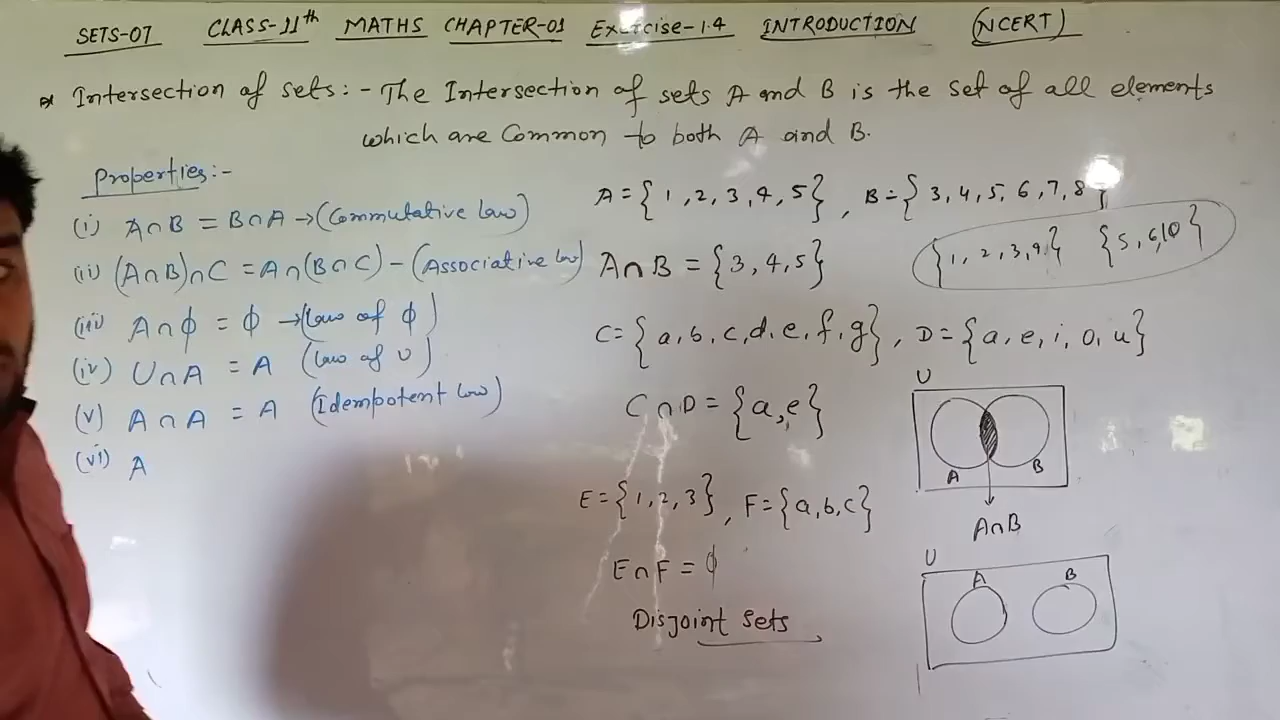 SETS-07 CLASS-11th MATHS CHAPTER-01 Exercise-1.4 INTRODUCTION (NCERT)
Intersection of sets:- The Intersection of sets A and B is the set of all elements
which are Common to both A and B.
Properties:-
(i) A∩B = B∩A →(Commutative law)
(ii) (A∩B)∩C = A∩(B∩C) - (Associative law)
(iii) A∩ϕ = ϕ →(law of ϕ)
(iv) U∩A = A (law of U)
(v) A∩A = A (Idempotent law)
(vi) A
A = {1, 2, 3, 4, 5}, B = {3, 4, 5, 6, 7, 8}
{1, 2, 3, 4} {5, 6, 10}
A∩B = {3, 4, 5}
C = {a, b, c, d, e, f, g}, D = {a, e, i, o, u}
C∩D = {a, e}
E = {1, 2, 3}, F = {a, b, c}
E∩F = ϕ
Disjoint sets
U
A B
A∩B
U
A B